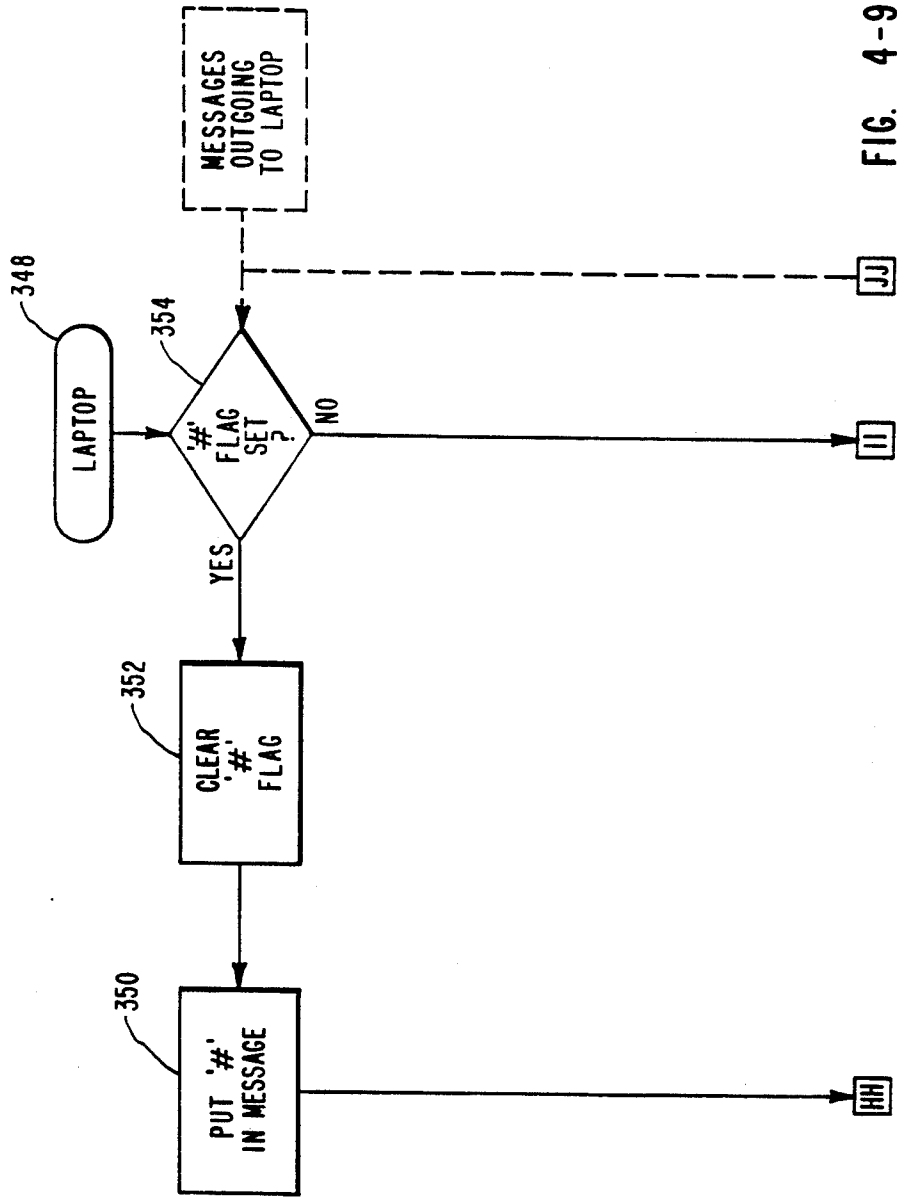 348
LAPTOP
354
'#'
FLAG
SET
?
YES
NO
MESSAGES
OUTGOING
TO LAPTOP
352
CLEAR
'#'
FLAG
350
PUT '#'
IN MESSAGE
HH
II
JJ
FIG. 4-9